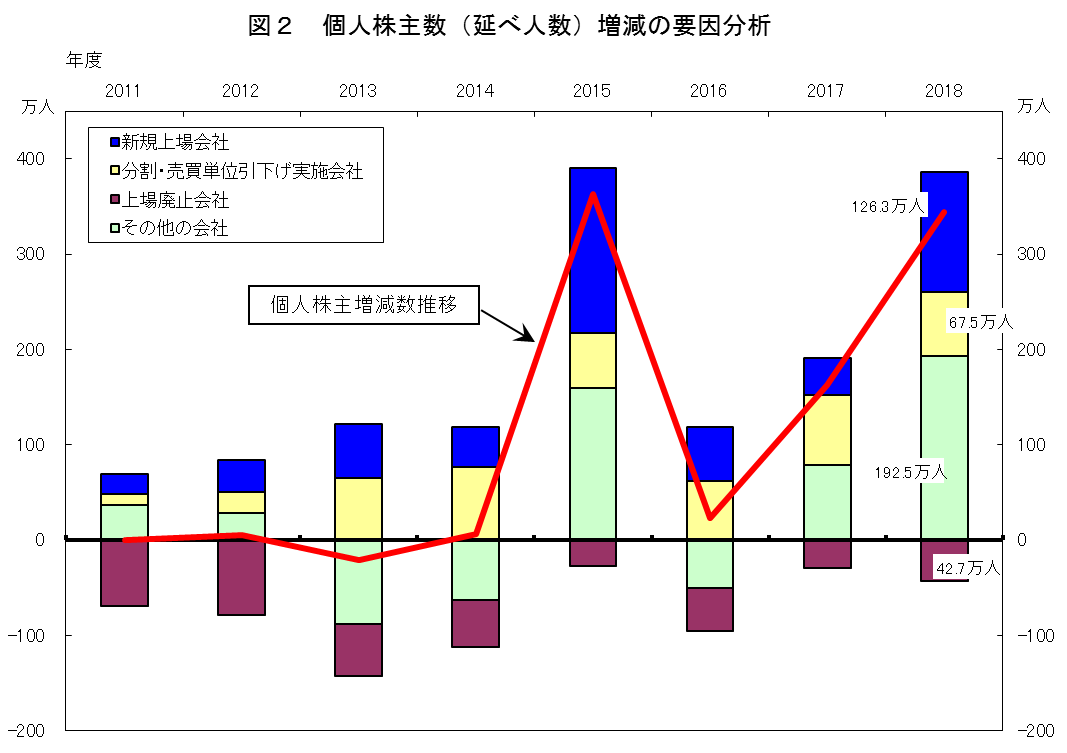 図２　個人株主数（延べ人数）増減の要因分析
年度
2011 2012 2013 2014 2015 2016 2017 2018
万人 万人
新規上場会社
分割・売買単位引下げ実施会社
上場廃止会社
その他の会社
400 400
126.3万人
300 300
個人株主増減数推移
67.5万人
200 200
100 100
192.5万人
0 0
42.7万人
-100 -100
-200 -200